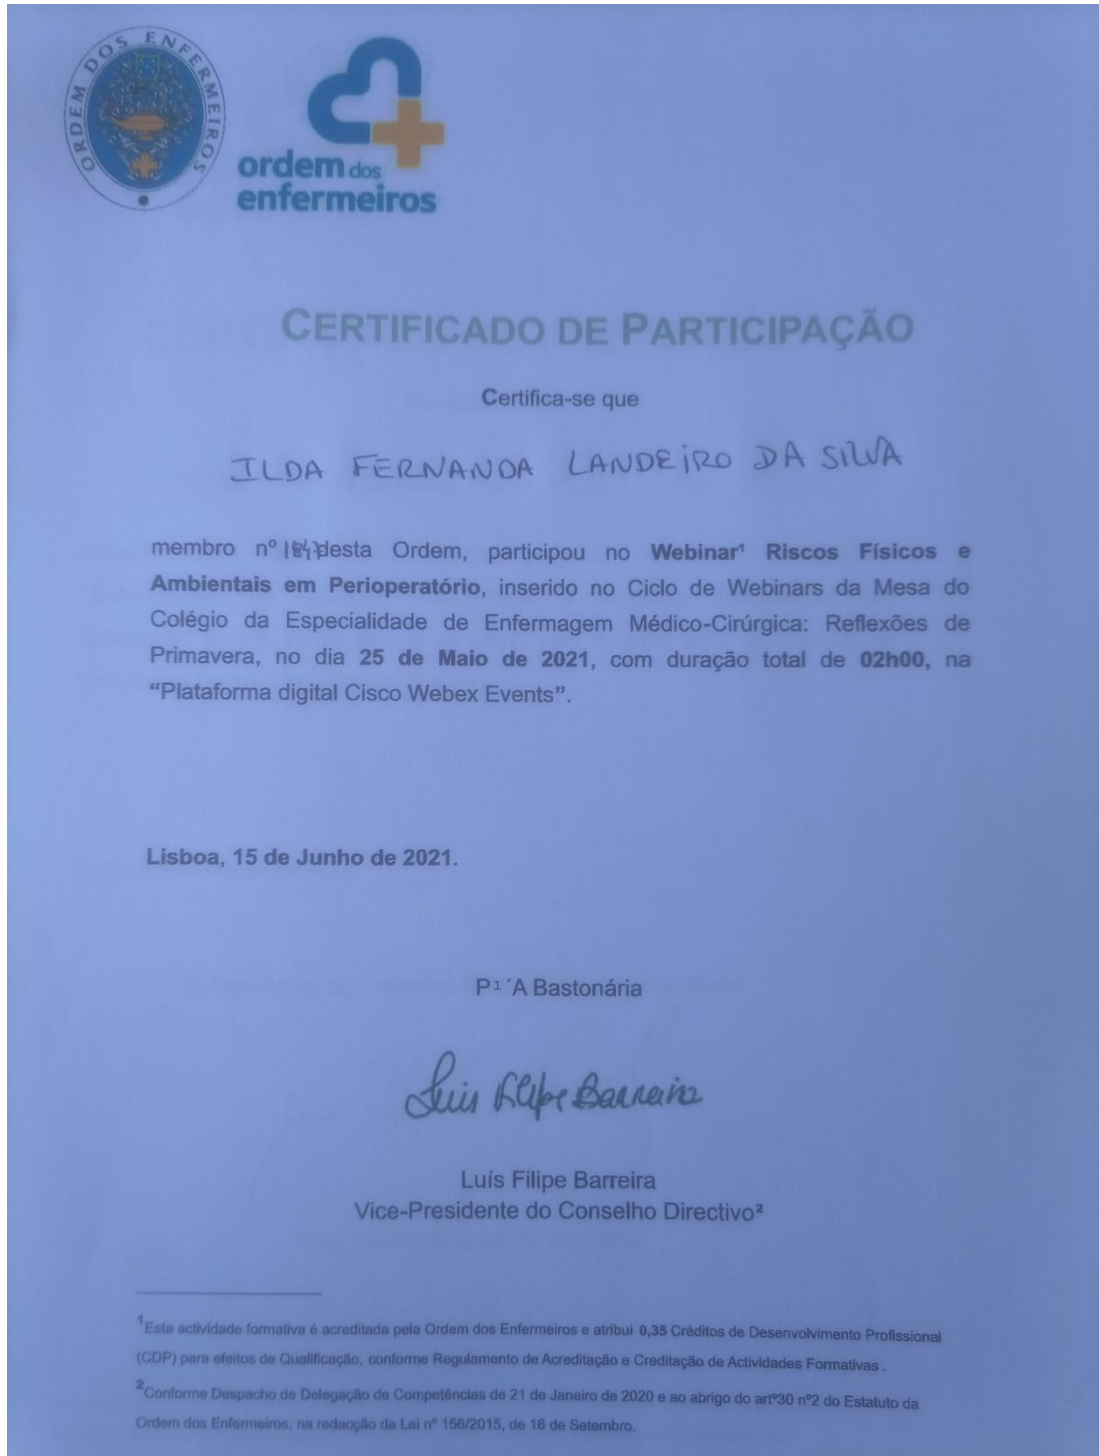 ORDEM DOS ENFERMEIROS
ordem dos
enfermeiros
CERTIFICADO DE PARTICIPAÇÃO
Certifica-se que
ILDA FERNANDA LANDEIRO DA SILVA
membro nº desta Ordem, participou no Webinar¹ Riscos Físicos e
Ambientais em Perioperatório, inserido no Ciclo de Webinars da Mesa do
Colégio da Especialidade de Enfermagem Médico-Cirúrgica: Reflexões de
Primavera, no dia 25 de Maio de 2021, com duração total de 02h00, na
“Plataforma digital Cisco Webex Events”.
Lisboa, 15 de Junho de 2021.
P¹´A Bastonária
Luis Filipe Barreira
Luís Filipe Barreira
Vice-Presidente do Conselho Directivo²
¹Esta actividade formativa é acreditada pela Ordem dos Enfermeiros e atribui 0,35 Créditos de Desenvolvimento Profissional
(CDP) para efeitos de Qualificação, conforme Regulamento de Acreditação e Creditação de Actividades Formativas.
²Conforme Despacho de Delegação de Competências de 21 de Janeiro de 2020 e ao abrigo do artº30 nº2 do Estatuto da
Ordem dos Enfermeiros, na redacção da Lei nº 156/2015, de 16 de Setembro.